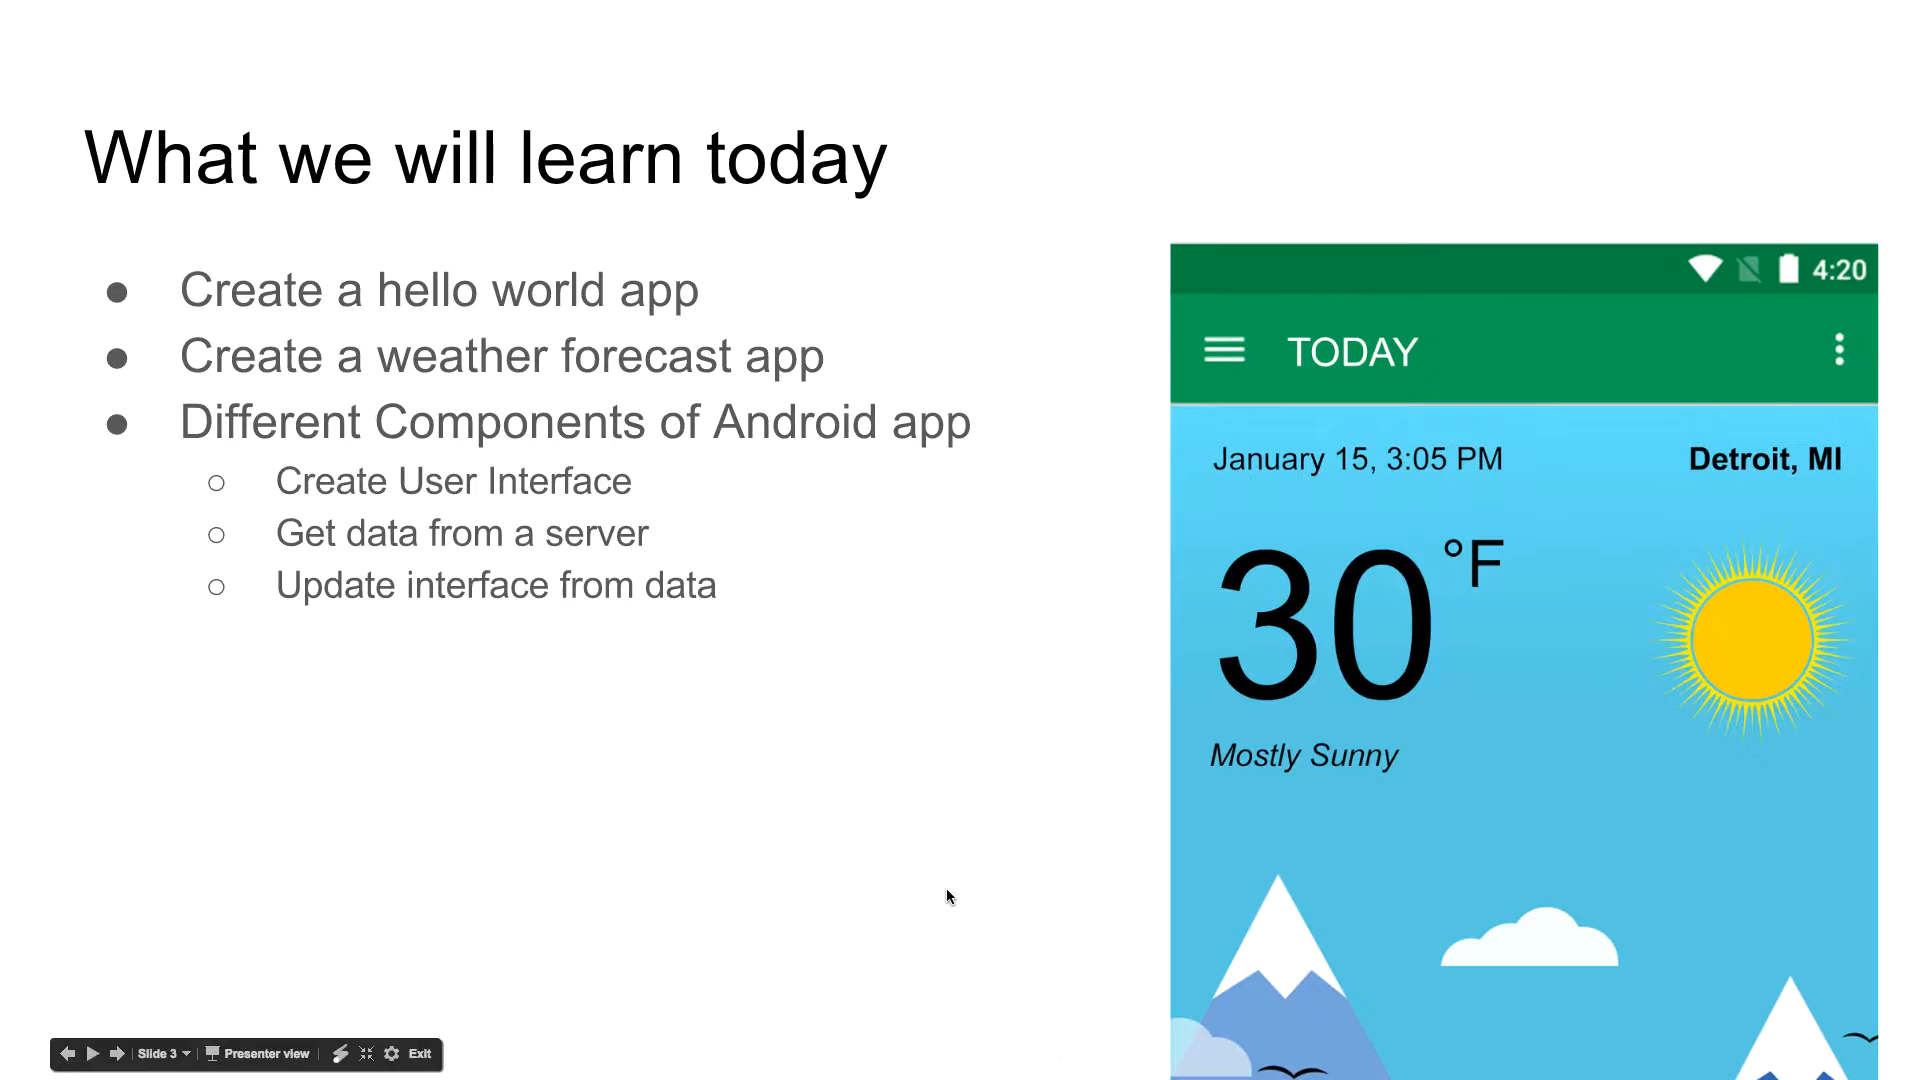 What we will learn today
● Create a hello world app
● Create a weather forecast app
● Different Components of Android app
○ Create User Interface
○ Get data from a server
○ Update interface from data
4:20
TODAY
January 15, 3:05 PM
Detroit, MI
30 °F
Mostly Sunny
Slide 3
Presenter view
Exit